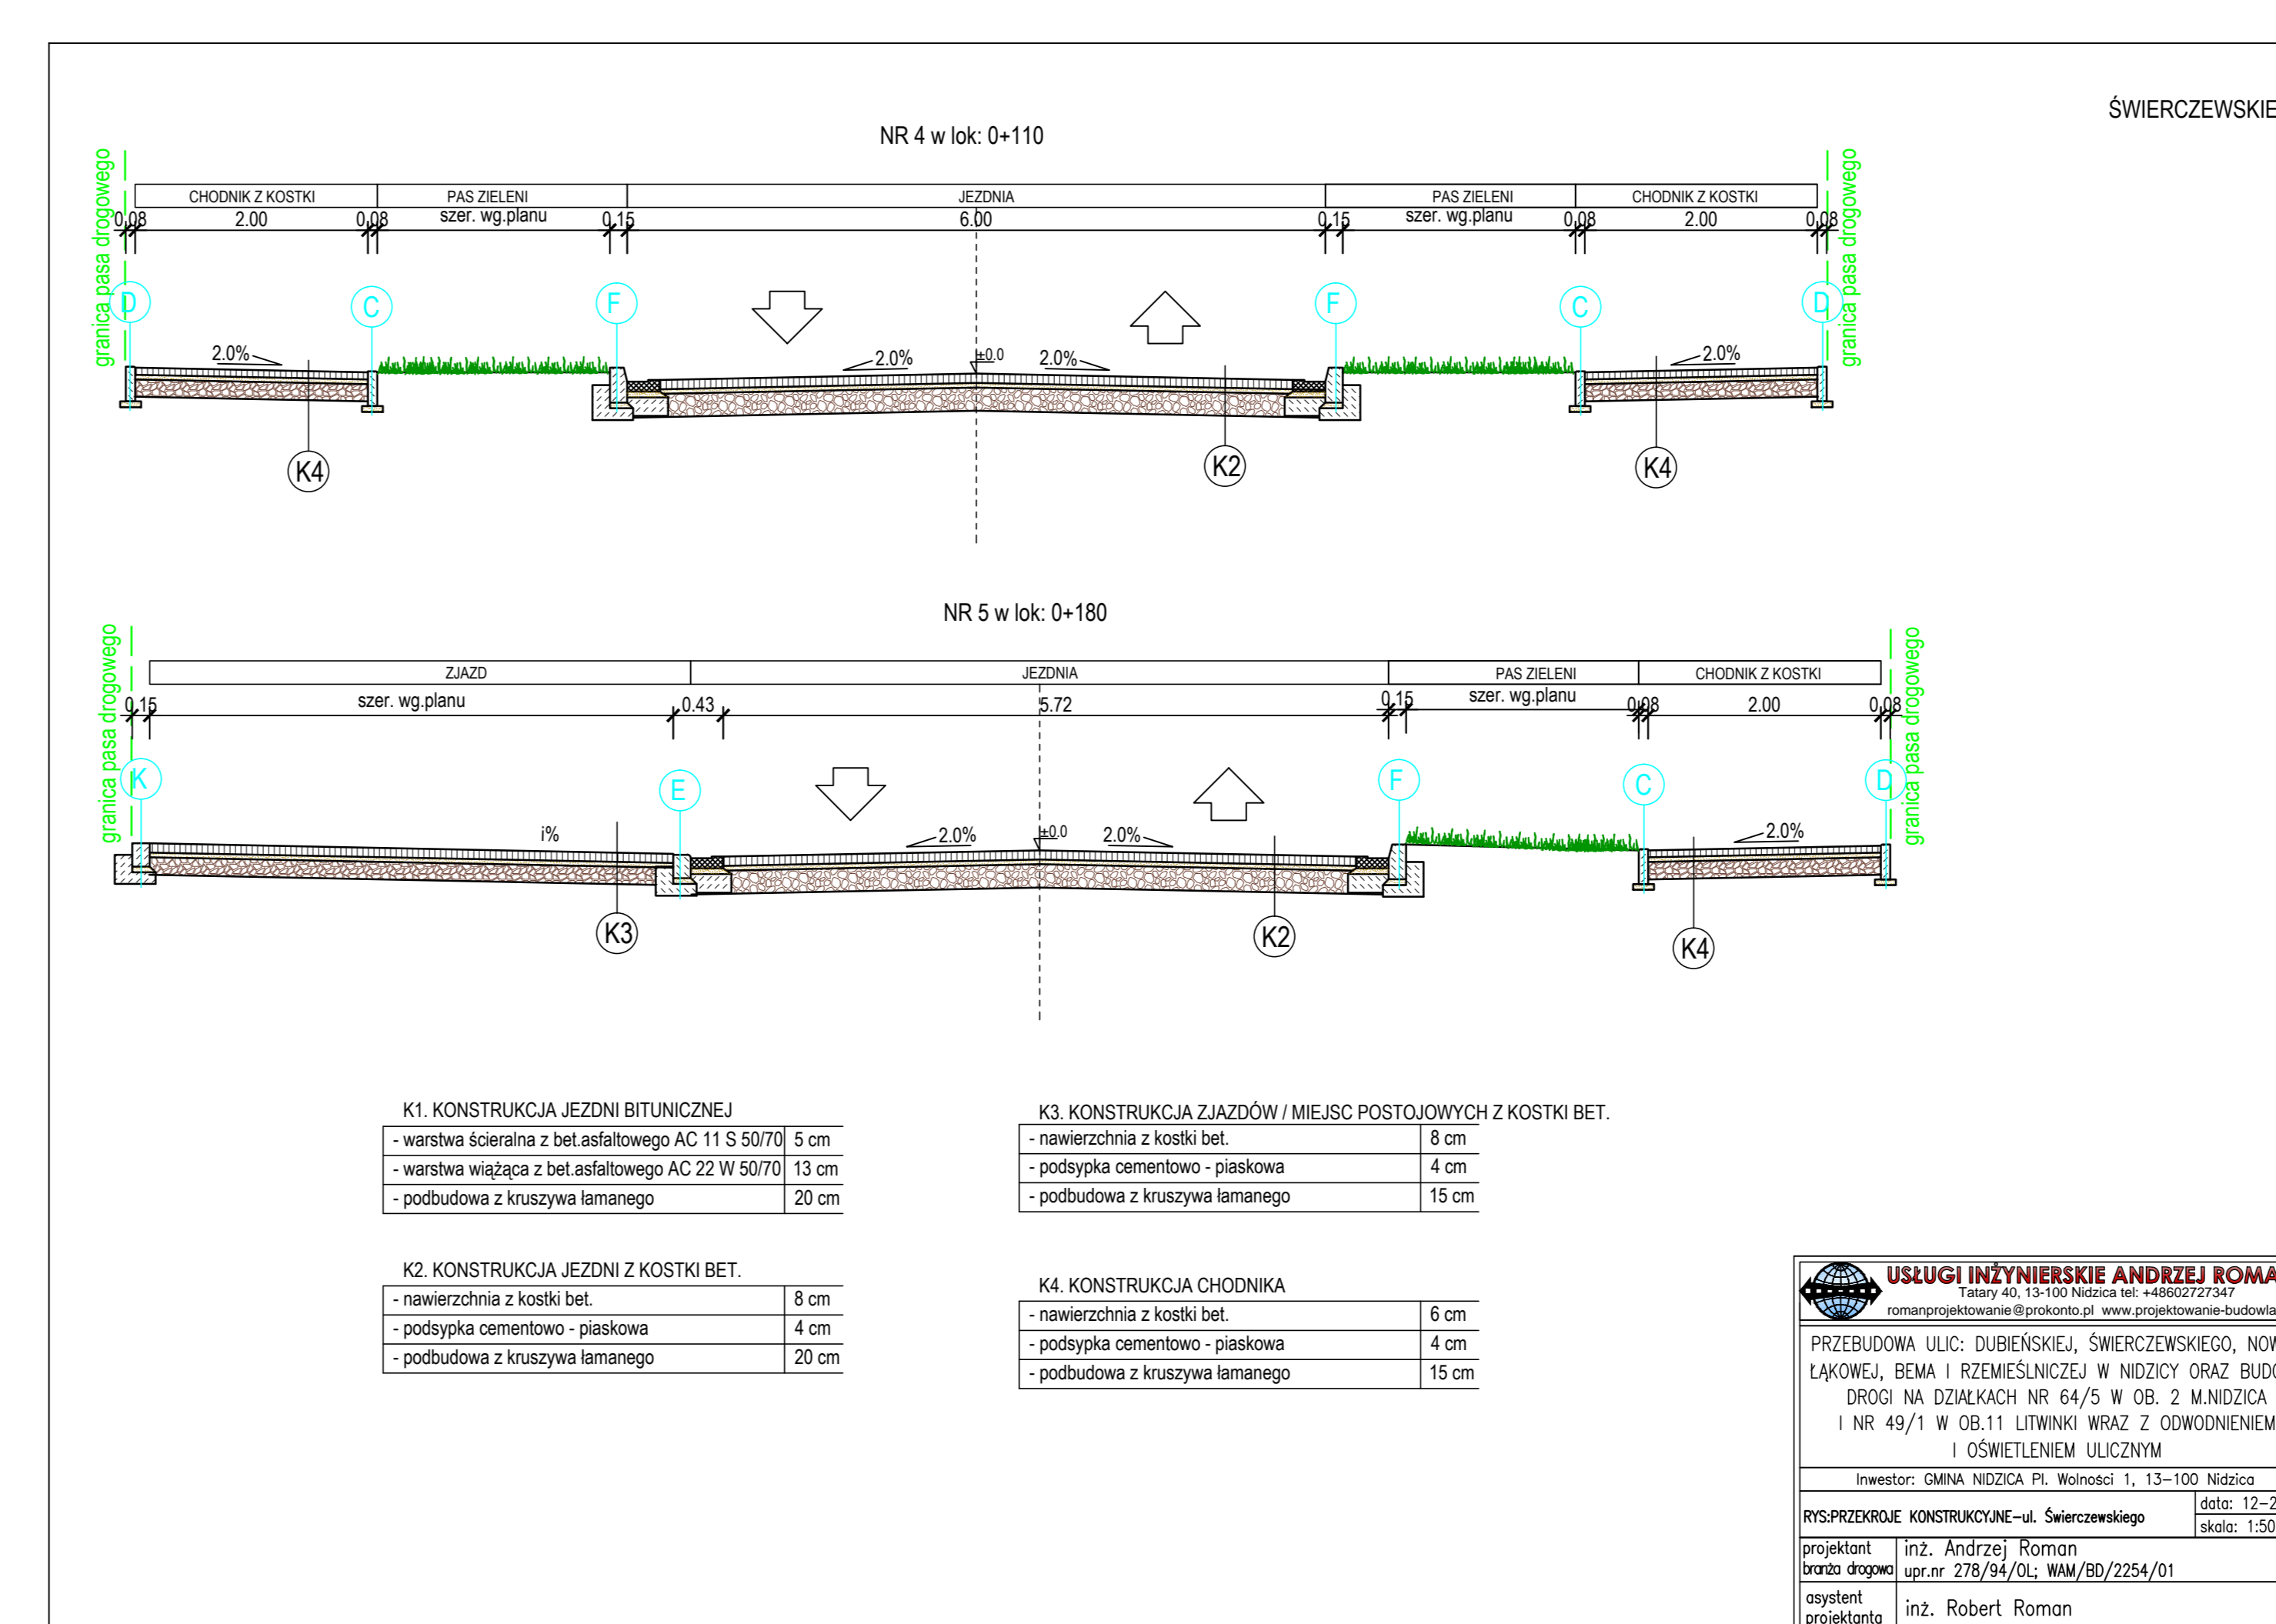 ŚWIERCZEWSKIE
NR 4 w lok: 0+110
granica pasa drogowego
CHODNIK Z KOSTKI PAS ZIELENI JEZDNIA PAS ZIELENI CHODNIK Z KOSTKI
0.08 2.00 0.08 szer. wg.planu 0.15 6.00 0.15 szer. wg.planu 0.08 2.00 0.08
granica pasa drogowego
D C F F C D
2.0% 2.0% ±0.0 2.0% 2.0%
K4 K2 K4
NR 5 w lok: 0+180
granica pasa drogowego
ZJAZD JEZDNIA PAS ZIELENI CHODNIK Z KOSTKI
0.15 szer. wg.planu 0.43 5.72 0.15 szer. wg.planu 0.08 2.00 0.08
granica pasa drogowego
K E F C D
i% 2.0% ±0.0 2.0% 2.0%
K3 K2 K4
K1. KONSTRUKCJA JEZDNI BITUNICZNEJ
- warstwa ścieralna z bet.asfaltowego AC 11 S 50/70 5 cm
- warstwa wiążąca z bet.asfaltowego AC 22 W 50/70 13 cm
- podbudowa z kruszywa łamanego 20 cm
K2. KONSTRUKCJA JEZDNI Z KOSTKI BET.
- nawierzchnia z kostki bet. 8 cm
- podsypka cementowo - piaskowa 4 cm
- podbudowa z kruszywa łamanego 20 cm
K3. KONSTRUKCJA ZJAZDÓW / MIEJSC POSTOJOWYCH Z KOSTKI BET.
- nawierzchnia z kostki bet. 8 cm
- podsypka cementowo - piaskowa 4 cm
- podbudowa z kruszywa łamanego 15 cm
K4. KONSTRUKCJA CHODNIKA
- nawierzchnia z kostki bet. 6 cm
- podsypka cementowo - piaskowa 4 cm
- podbudowa z kruszywa łamanego 15 cm
USŁUGI INŻYNIERSKIE ANDRZEJ ROMA
Tatary 40, 13-100 Nidzica tel: +48602727347
romanprojektowanie@prokonto.pl www.projektowanie-budowla
PRZEBUDOWA ULIC: DUBIEŃSKIEJ, ŚWIERCZEWSKIEGO, NOW
ŁĄKOWEJ, BEMA I RZEMIEŚLNICZEJ W NIDZICY ORAZ BUDO
DROGI NA DZIAŁKACH NR 64/5 W OB. 2 M.NIDZICA
I NR 49/1 W OB.11 LITWINKI WRAZ Z ODWODNIENIEM
I OŚWIETLENIEM ULICZNYM
Inwestor: GMINA NIDZICA Pl. Wolności 1, 13-100 Nidzica
RYS:PRZEKROJE KONSTRUKCYJNE-ul. Świerczewskiego
data: 12-2
skala: 1:50
projektant
branża drogowa
inż. Andrzej Roman
upr.nr 278/94/OL; WAM/BD/2254/01
asystent
projektanta
inż. Robert Roman